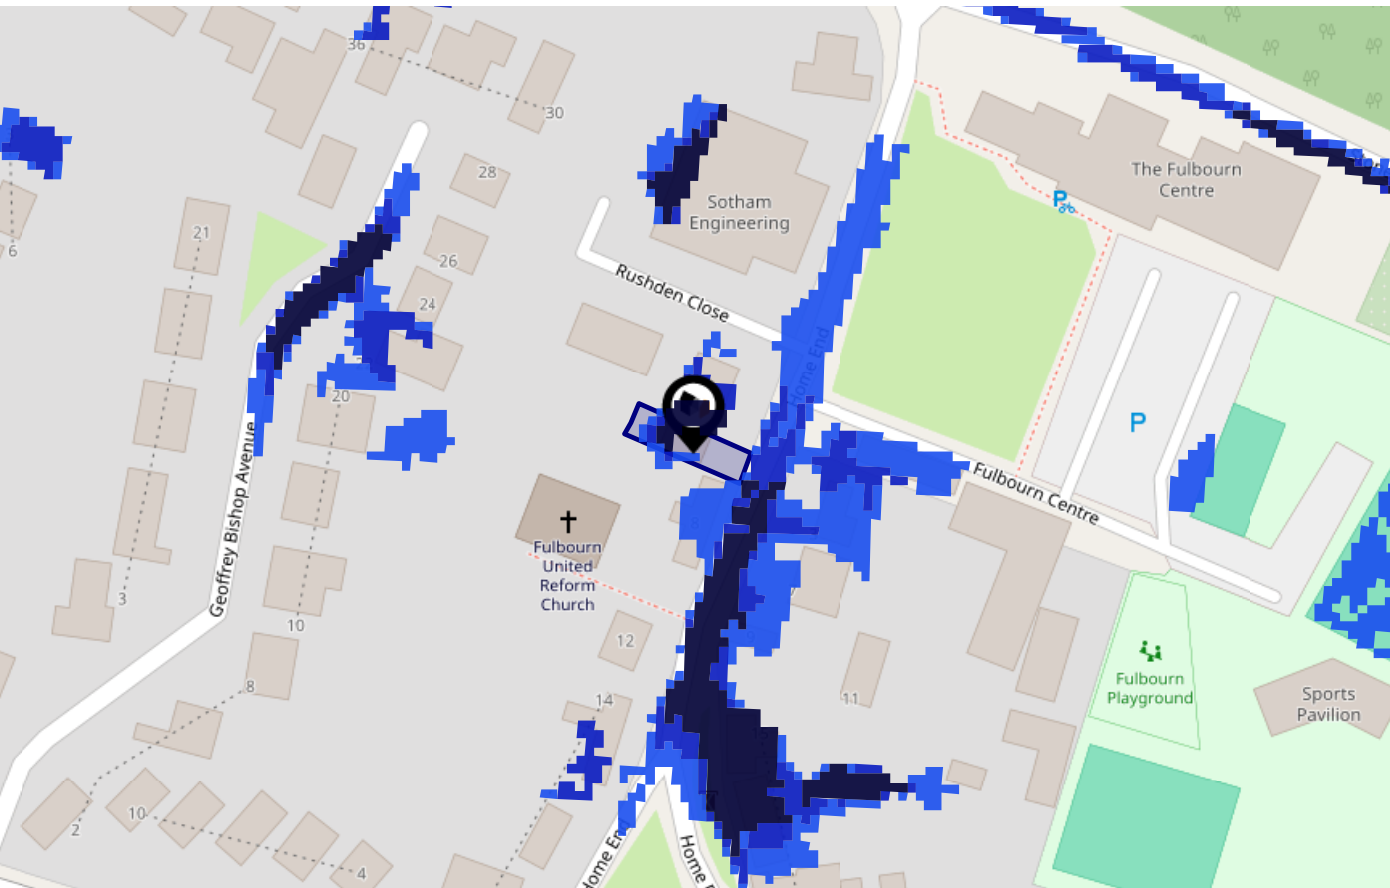 36
30
28
21
6
26
24
20
Sotham
Engineering
The Fulbourn
Centre
P
Rushden Close
Home End
P
Fulbourn Centre
Geoffrey Bishop Avenue
8
Fulbourn
United
Reform
Church
3
10
12
9
14
11
8
Fulbourn
Playground
Sports
Pavilion
10
2
4
Home End
Home